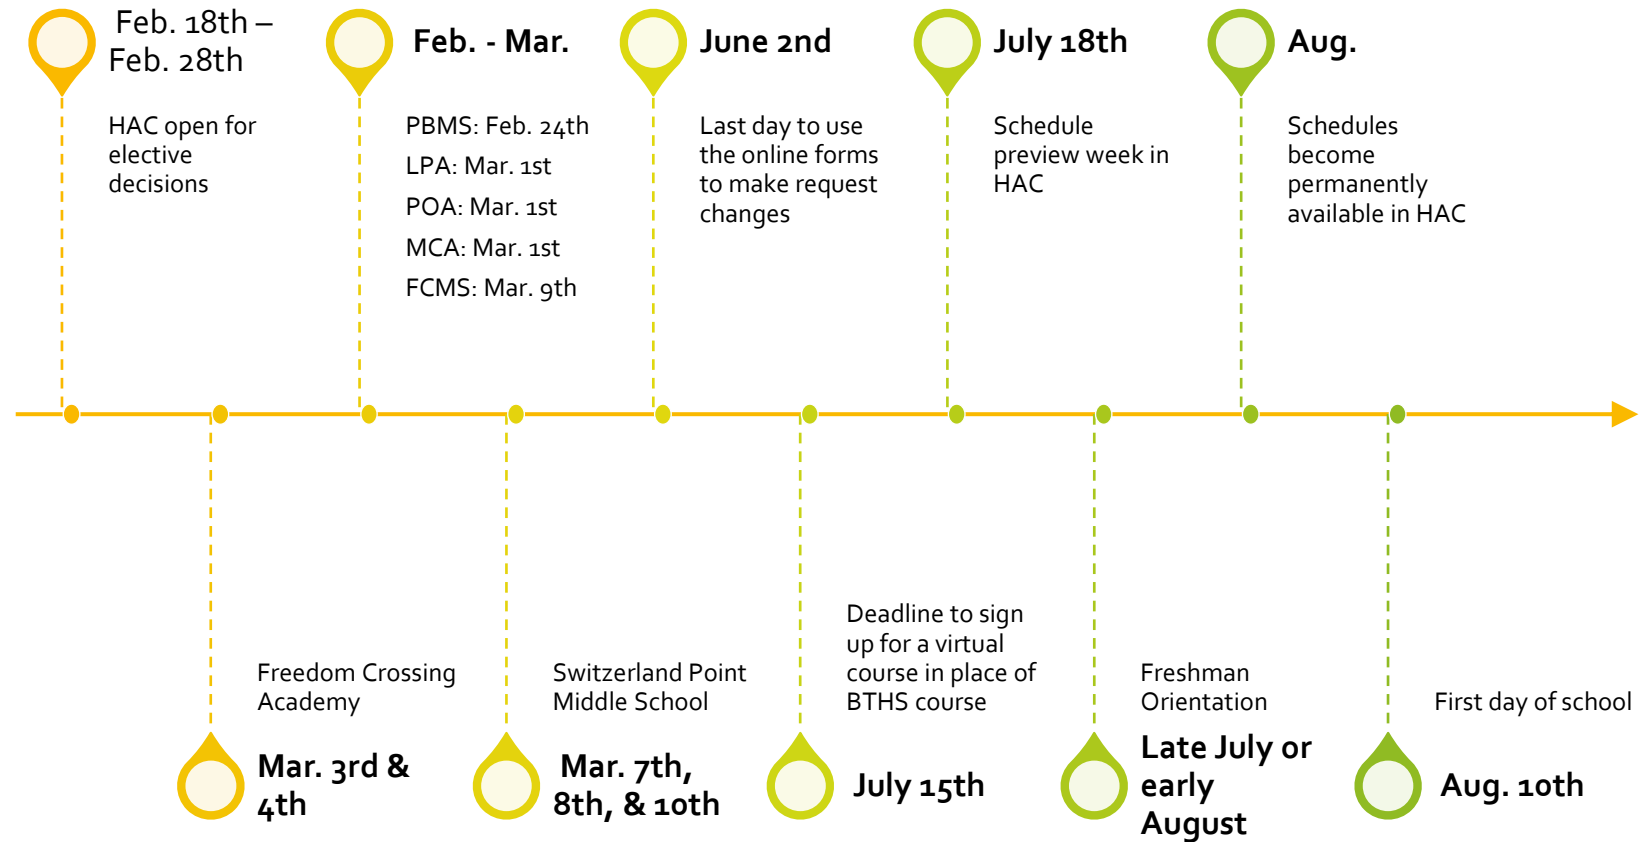 Feb. 18th –
Feb. 28th
HAC open for
elective
decisions
Feb. - Mar.
PBMS: Feb. 24th
LPA: Mar. 1st
POA: Mar. 1st
MCA: Mar. 1st
FCMS: Mar. 9th
June 2nd
Last day to use
the online forms
to make request
changes
July 18th
Schedule
preview week in
HAC
Aug.
Schedules
become
permanently
available in HAC
Freedom Crossing
Academy
Mar. 3rd &
4th
Switzerland Point
Middle School
Mar. 7th,
8th, & 10th
Deadline to sign
up for a virtual
course in place of
BTHS course
July 15th
Freshman
Orientation
Late July or
early
August
First day of school
Aug. 10th